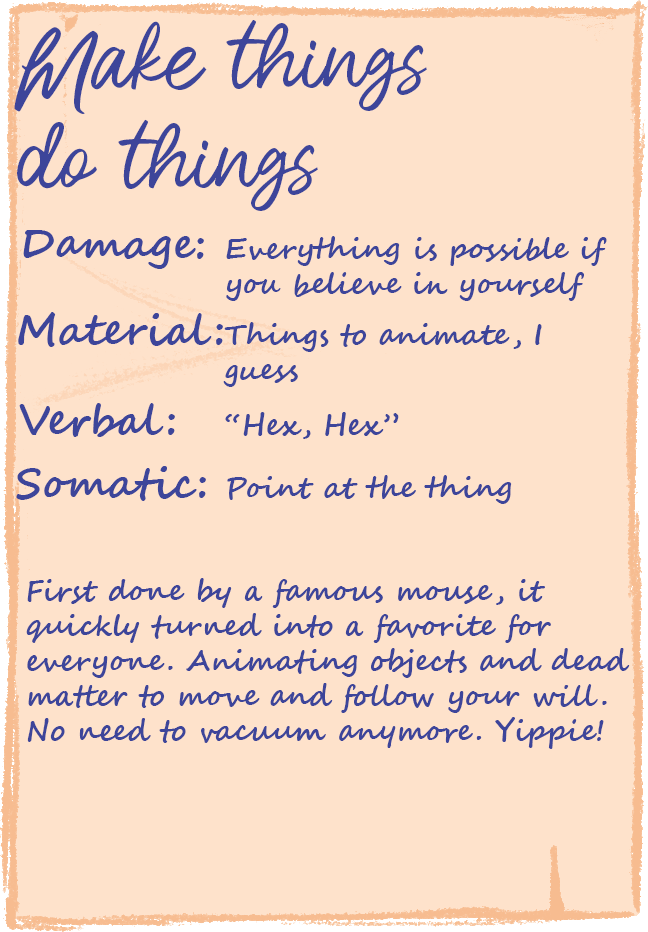 Make things
do things
Damage: Everything is possible if
you believe in yourself
Material: Things to animate, I
guess
Verbal: “Hex, Hex”
Somatic: Point at the thing
First done by a famous mouse, it
quickly turned into a favorite for
everyone. Animating objects and dead
matter to move and follow your will.
No need to vacuum anymore. Yippie!